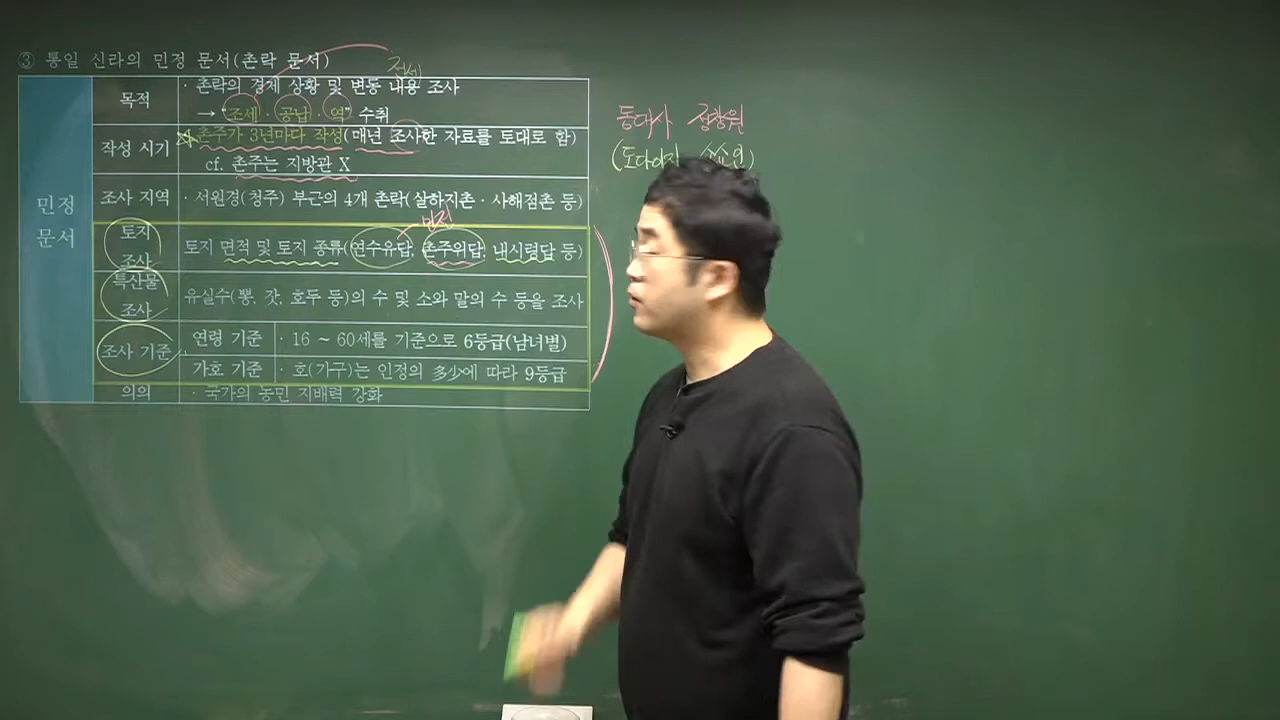 ③ 통일 신라의 민정 문서(촌락 문서)
전세
민정 문서
목적
· 촌락의 경제 상황 및 변동 내용 조사
→ “조세 · 공납 · 역” 수취
작성 시기
촌주가 3년마다 작성(매년 조사한 자료를 토대로 함)
cf. 촌주는 지방관 X
조사 지역
· 서원경(청주) 부근의 4개 촌락(살하지촌 · 사해점촌 등)
민전
토지 조사
토지 면적 및 토지 종류(연수유답, 촌주위답, 내시령답 등)
특산물 조사
유실수(뽕, 잣, 호두 등)의 수 및 소와 말의 수 등을 조사
조사 기준
연령 기준
· 16 ~ 60세를 기준으로 6등급(남녀별)
가호 기준
· 호(가구)는 인정의 多少에 따라 9등급
의의
· 국가의 농민 지배력 강화
동대사 정창원
(도다이지